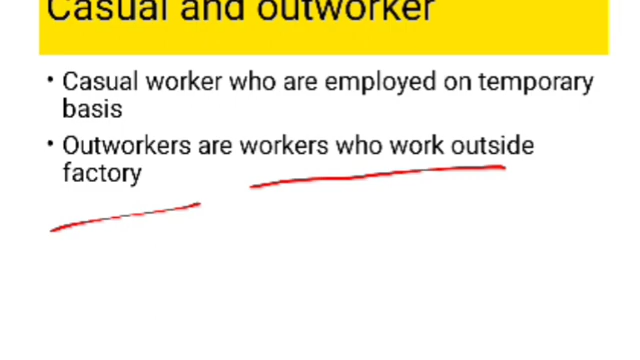 Casual and outworker
• Casual worker who are employed on temporary
basis
• Outworkers are workers who work outside
factory